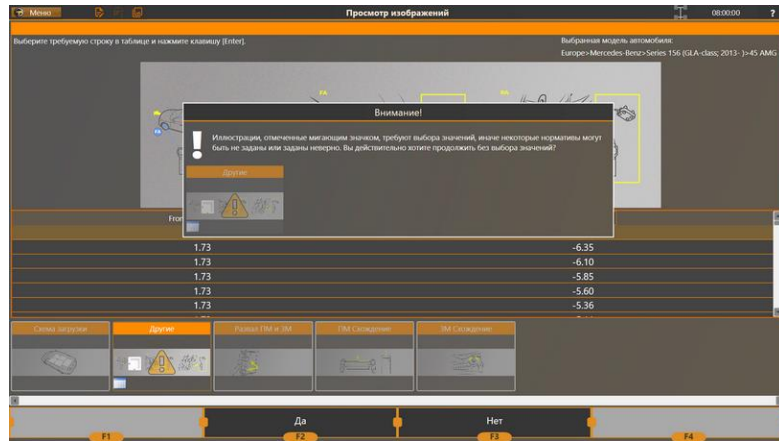 Меню
Просмотр изображений
08:00:00
?
Выберите требуемую строку в таблице и нажмите клавишу [Enter].
Выбранная модель автомобиля:
Europe>Mercedes-Benz>Series 156 (GLA-class; 2013- )>45 AMG
Внимание!
Иллюстрации, отмеченные мигающим значком, требуют выбора значений, иначе некоторые нормативы могут
быть не заданы или заданы неверно. Вы действительно хотите продолжить без выбора значений?
Другие
1.73 -6.35
1.73 -6.10
1.73 -5.85
1.73 -5.60
1.73 -5.36
Схема загрузки
Другие
Развал ПМ и ЗМ
ПМ Схождение
ЗМ Схождение
Да
Нет
F1
F2
F3
F4